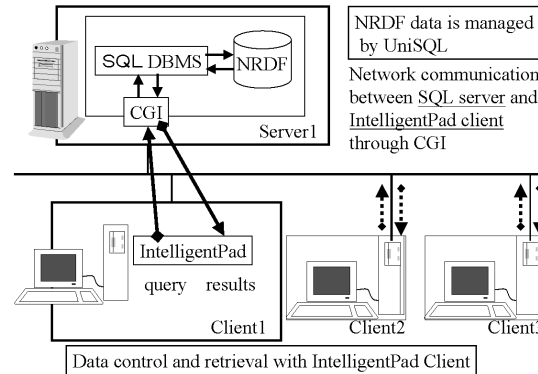 NRDF data is managed
by UniSQL
SQL DBMS
NRDF
Network communication
between SQL server and
IntelligentPad client
through CGI
CGI
Server1
IntelligentPad
query results
Client1
Client2
Client3
Data control and retrieval with IntelligentPad Client